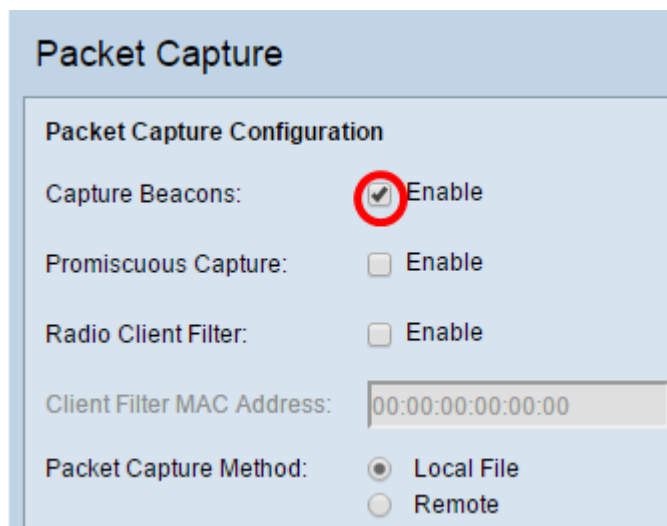 Packet Capture
Packet Capture Configuration
Capture Beacons: Enable
Promiscuous Capture: Enable
Radio Client Filter: Enable
Client Filter MAC Address: 00:00:00:00:00:00
Packet Capture Method: Local File
Remote